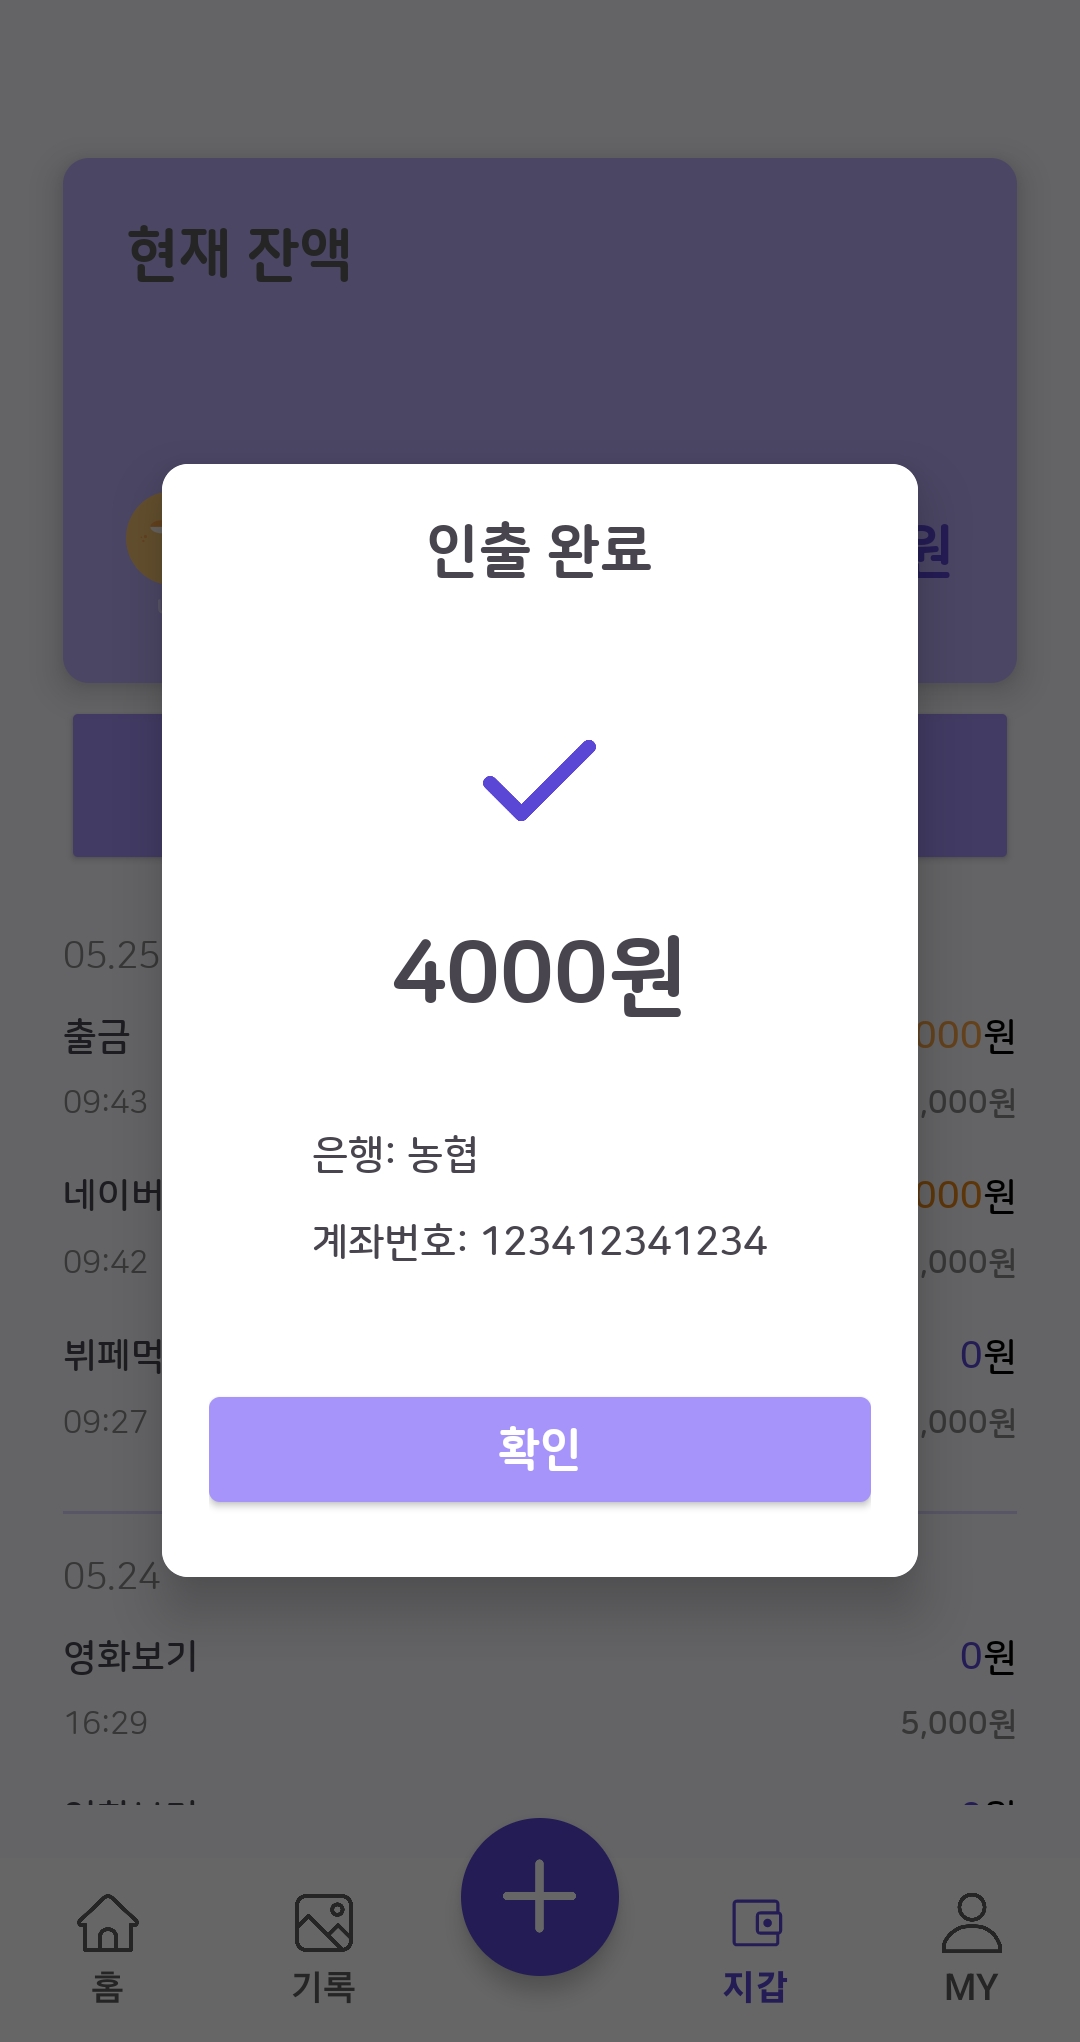 현재 잔액
인출 완료
원
4000원
05.25
출금
000원
09:43
,000원
은행: 농협
네이버
000원
계좌번호: 123412341234
09:42
,000원
뷔페먹
0원
09:27
,000원
확인
05.24
영화보기
0원
16:29
5,000원
홈
기록
지갑
MY